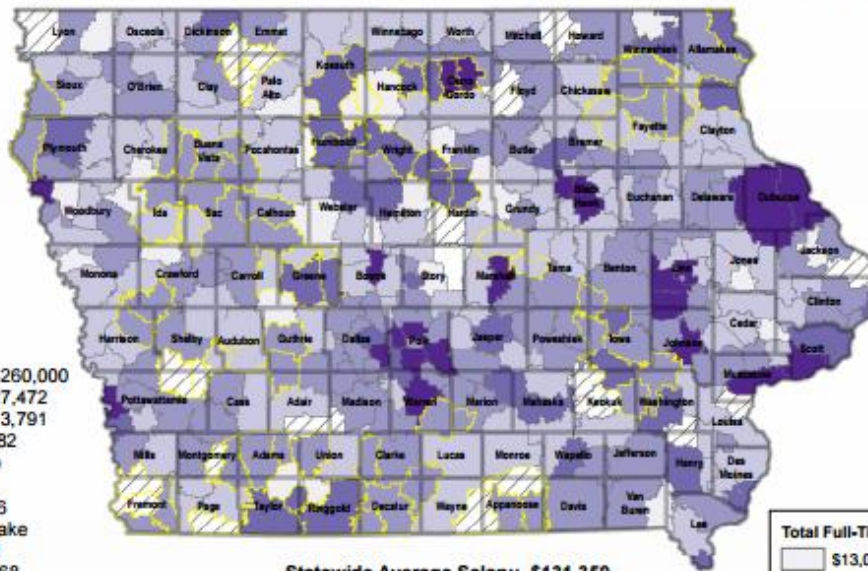 Lyon Osceola Dickinson Emmet Winnebago Worth Mitchell Howard Winneshiek Allamakee
Kossuth
Sioux O'Brien Clay Palo Alto Hancock Cerro Gordo Floyd Chickasaw
Fayette Clayton
Plymouth Cherokee Buena Vista Pocahontas Humboldt Wright Franklin Butler Bremer
Woodbury Ida Sac Calhoun Webster Hamilton Hardin Grundy Black Hawk Buchanan Delaware Dubuque
Jackson
Monona Crawford Carroll Greene Boone Story Marshall Tama Benton Linn Jones
Clinton
Cedar
Harrison Shelby Audubon Guthrie Dallas Polk Jasper Poweshiek Iowa Johnson Scott
Muscatine
260,000
7,472
3,791
82
Pottawattamie Cass Adair Madison Warren Marion Mahaska Keokuk Washington
Louisa
Mills Montgomery Adams Union Clarke Lucas Monroe Wapello Jefferson Henry Des Moines
Fremont Page Taylor Ringgold Decatur Wayne Appanoose Davis Van Buren Lee
6
ake
68
Statewide Average Salary $131,359
Total Full-Ti
$13,0